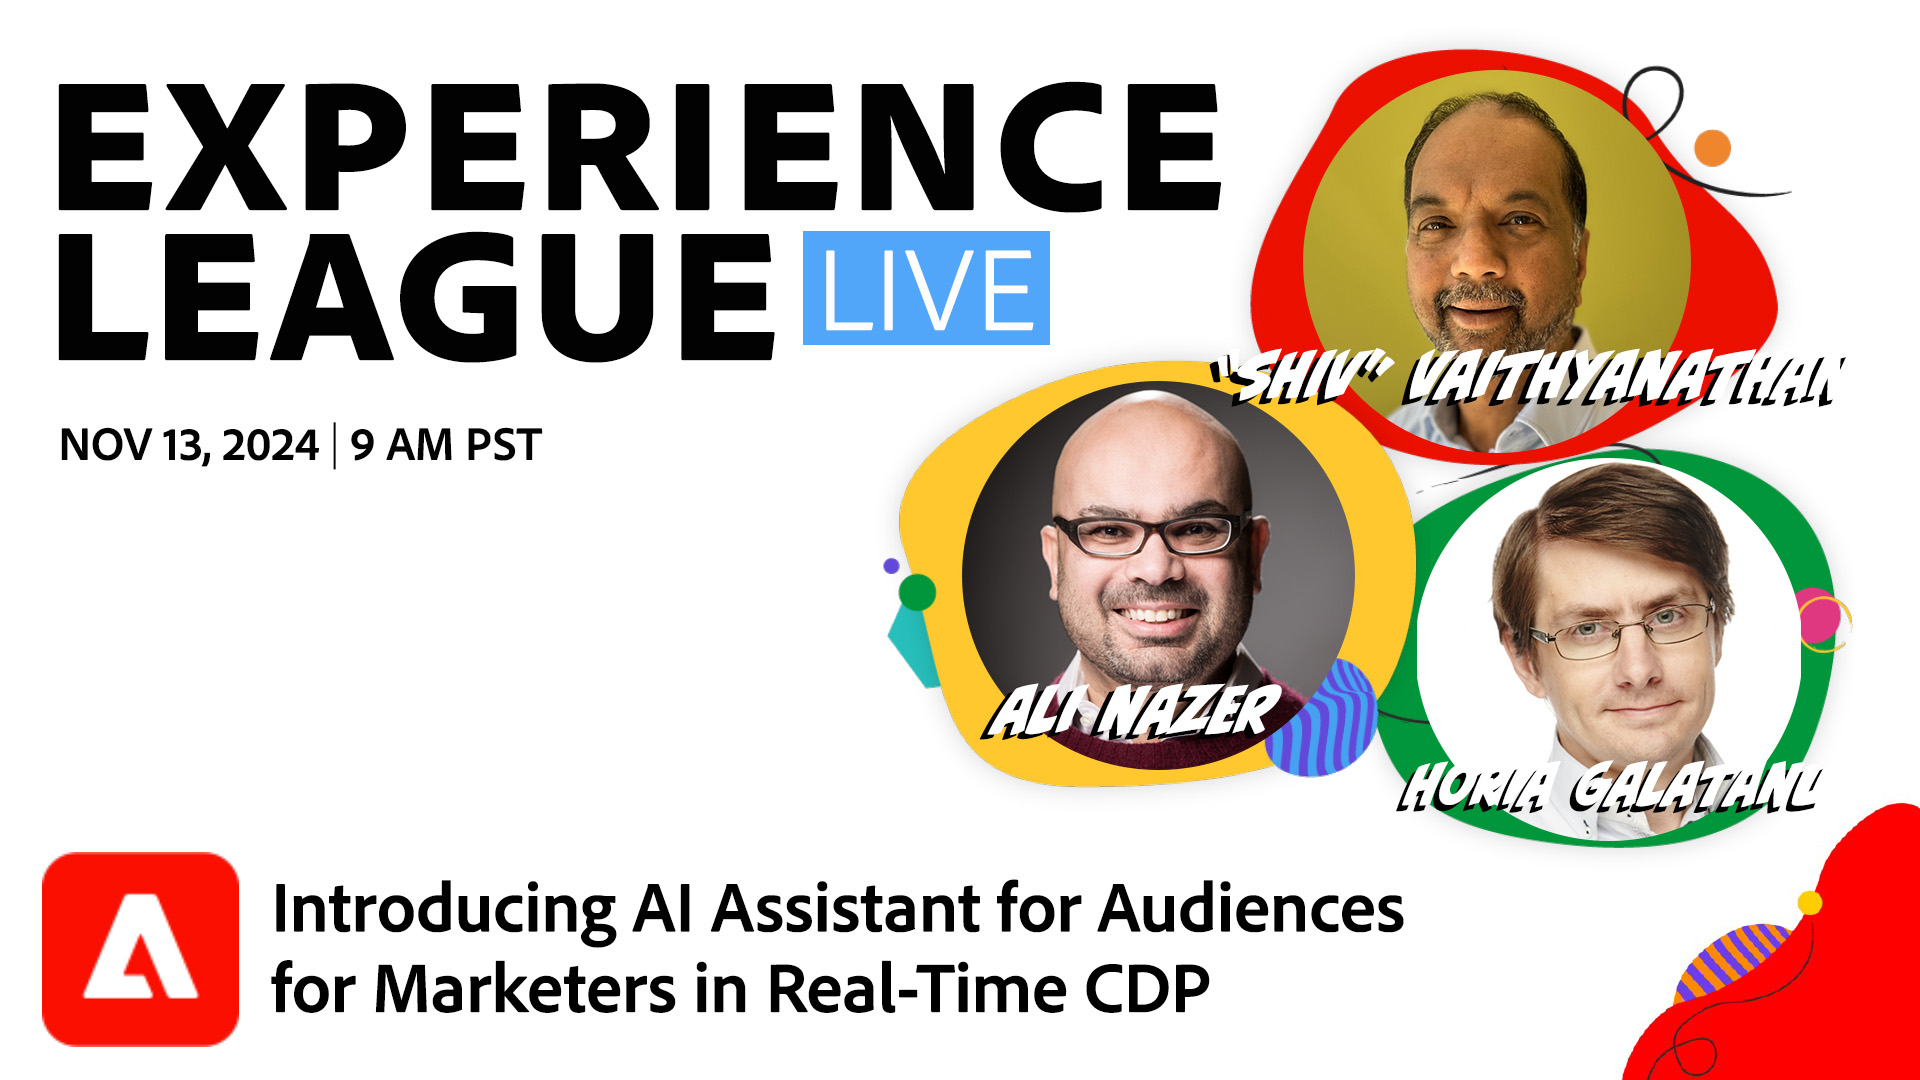 EXPERIENCE
LEAGUE LIVE
NOV 13, 2024 | 9 AM PST
"SHIV" VAITHYANATHAN
ALI NAZER
HORIA GALATANU
Introducing AI Assistant for Audiences
for Marketers in Real-Time CDP